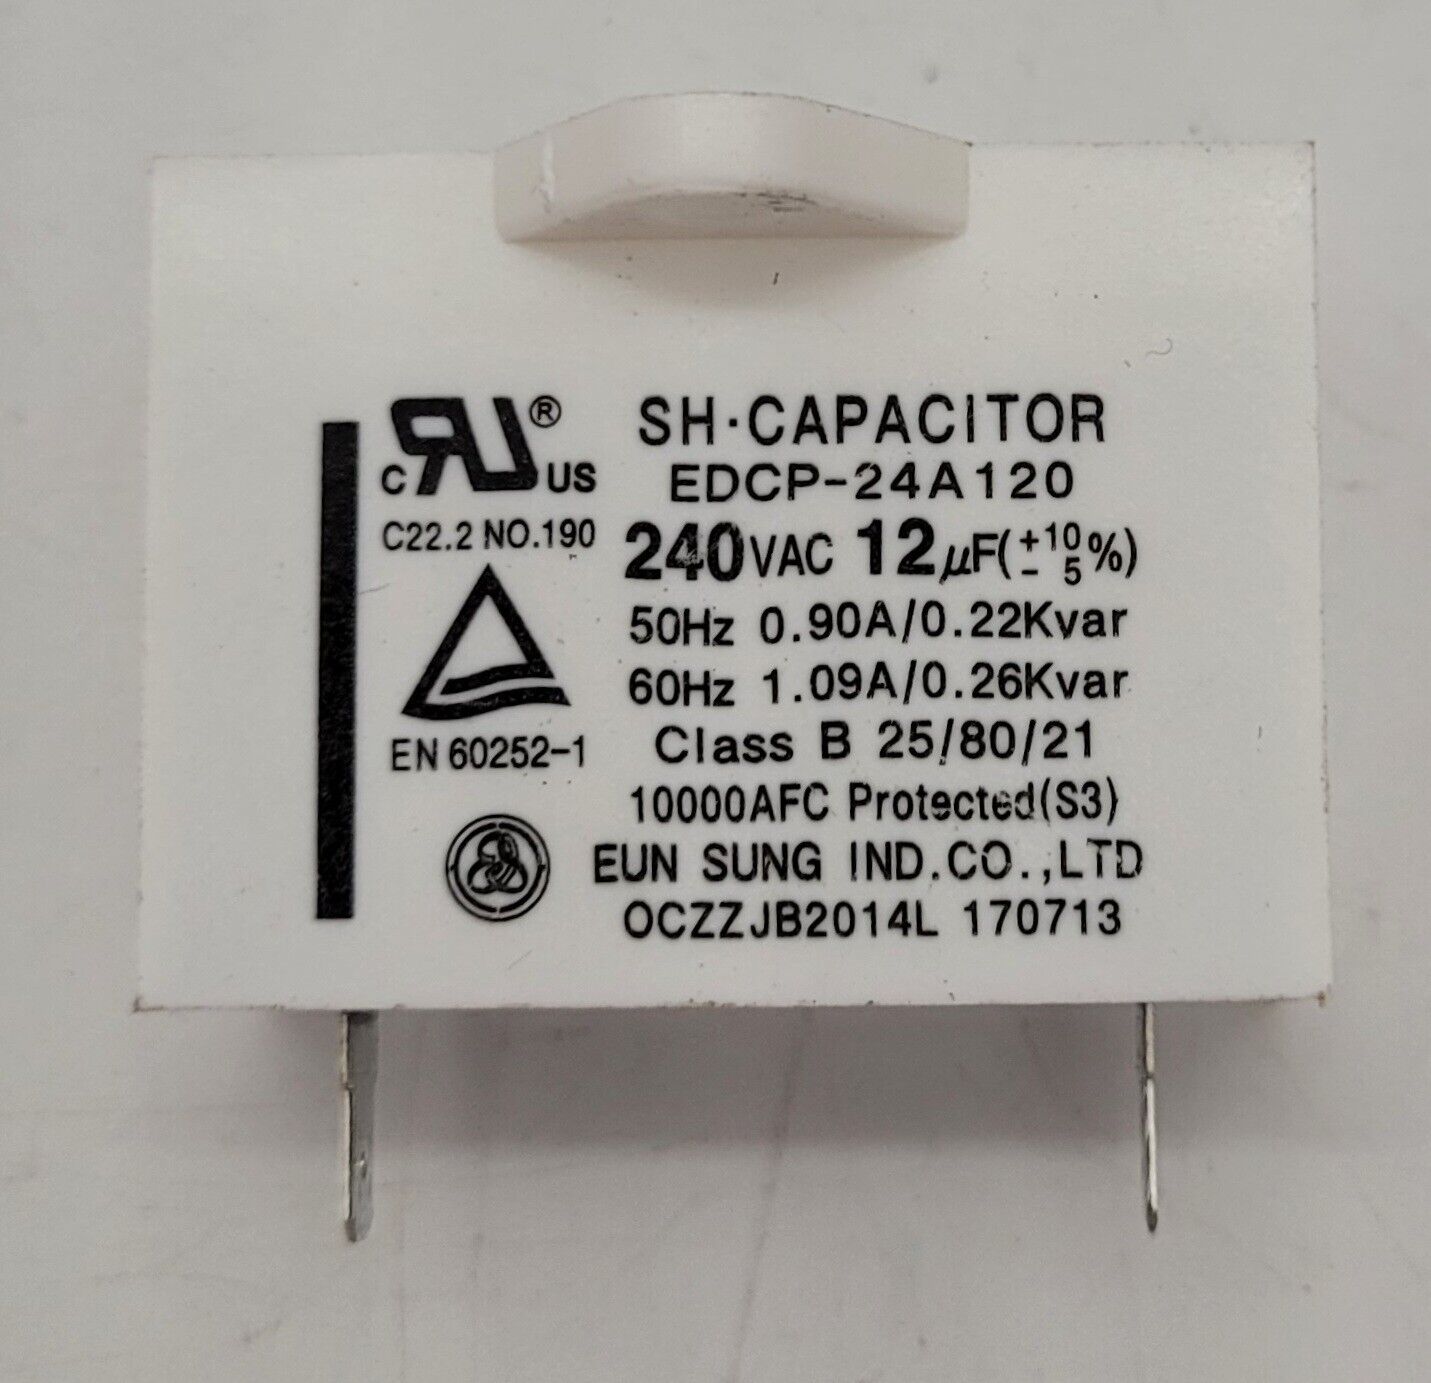 cRUus®
C22.2 NO.190
EN 60252-1
SH·CAPACITOR
EDCP-24A120
240VAC 12µF(+10 - 5%)
50Hz 0.90A/0.22Kvar
60Hz 1.09A/0.26Kvar
Class B 25/80/21
10000AFC Protected(S3)
EUN SUNG IND.CO.,LTD
OCZZJB2014L 170713